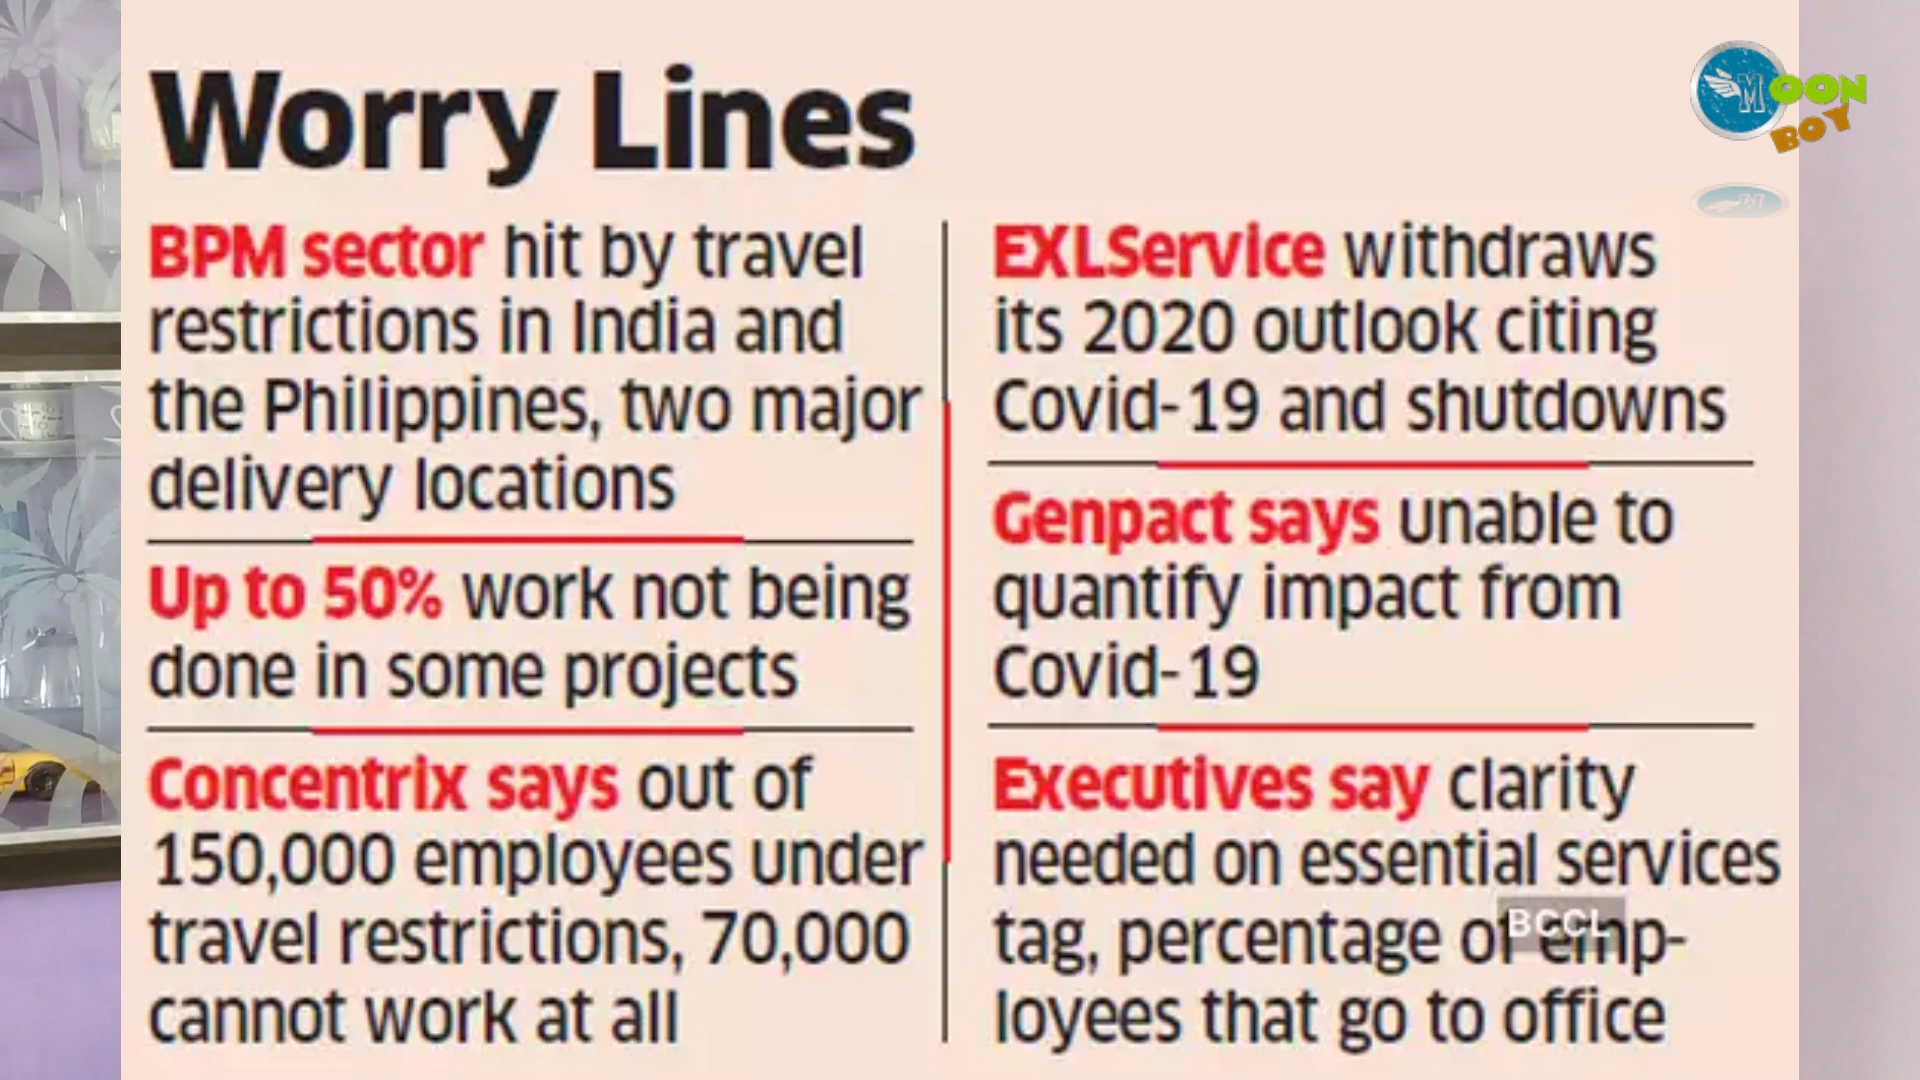 Worry Lines
BPM sector hit by travel
restrictions in India and
the Philippines, two major
delivery locations
Up to 50% work not being
done in some projects
Concentrix says out of
150,000 employees under
travel restrictions, 70,000
cannot work at all
EXLService withdraws
its 2020 outlook citing
Covid-19 and shutdowns
Genpact says unable to
quantify impact from
Covid-19
Executives say clarity
needed on essential services
tag, percentage of emp-
loyees that go to office
BCCL
MOON
BOY